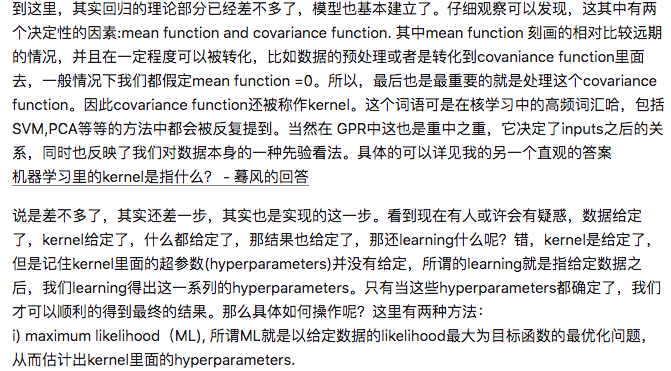 到这里，其实回归的理论部分已经差不多了，模型也基本建立了。仔细观察可以发现，这其中有两
个决定性的因素:mean function and covariance function. 其中mean function 刻画的相对比较远期
的情况，并且在一定程度可以被转化，比如数据的预处理或者是转化到covaniance function里面
去，一般情况下我们都假定mean function =0。所以，最后也是最重要的就是处理这个covariance
function。因此covariance function还被称作kernel。这个词语可是在核学习中的高频词汇哈，包括
SVM,PCA等等的方法中都会被反复提到。当然在 GPR中这也是重中之重，它决定了inputs之后的关
系，同时也反映了我们对数据本身的一种先验看法。具体的可以详见我的另一个直观的答案
机器学习里的kernel是指什么？ - 蓦风的回答
说是差不多了，其实还差一步，其实也是实现的这一步。看到现在有人或许会有疑惑，数据给定
了，kernel给定了，什么都给定了，那结果也给定了，那还learning什么呢？错，kernel是给定了，
但是记住kernel里面的超参数(hyperparameters)并没有给定，所谓的learning就是指给定数据之
后，我们learning得出这一系列的hyperparameters。只有当这些hyperparameters都确定了，我们
才可以顺利的得到最终的结果。那么具体如何操作呢？这里有两种方法：
i) maximum likelihood（ML), 所谓ML就是以给定数据的likelihood最大为目标函数的最优化问题，
从而估计出kernel里面的hyperparameters.